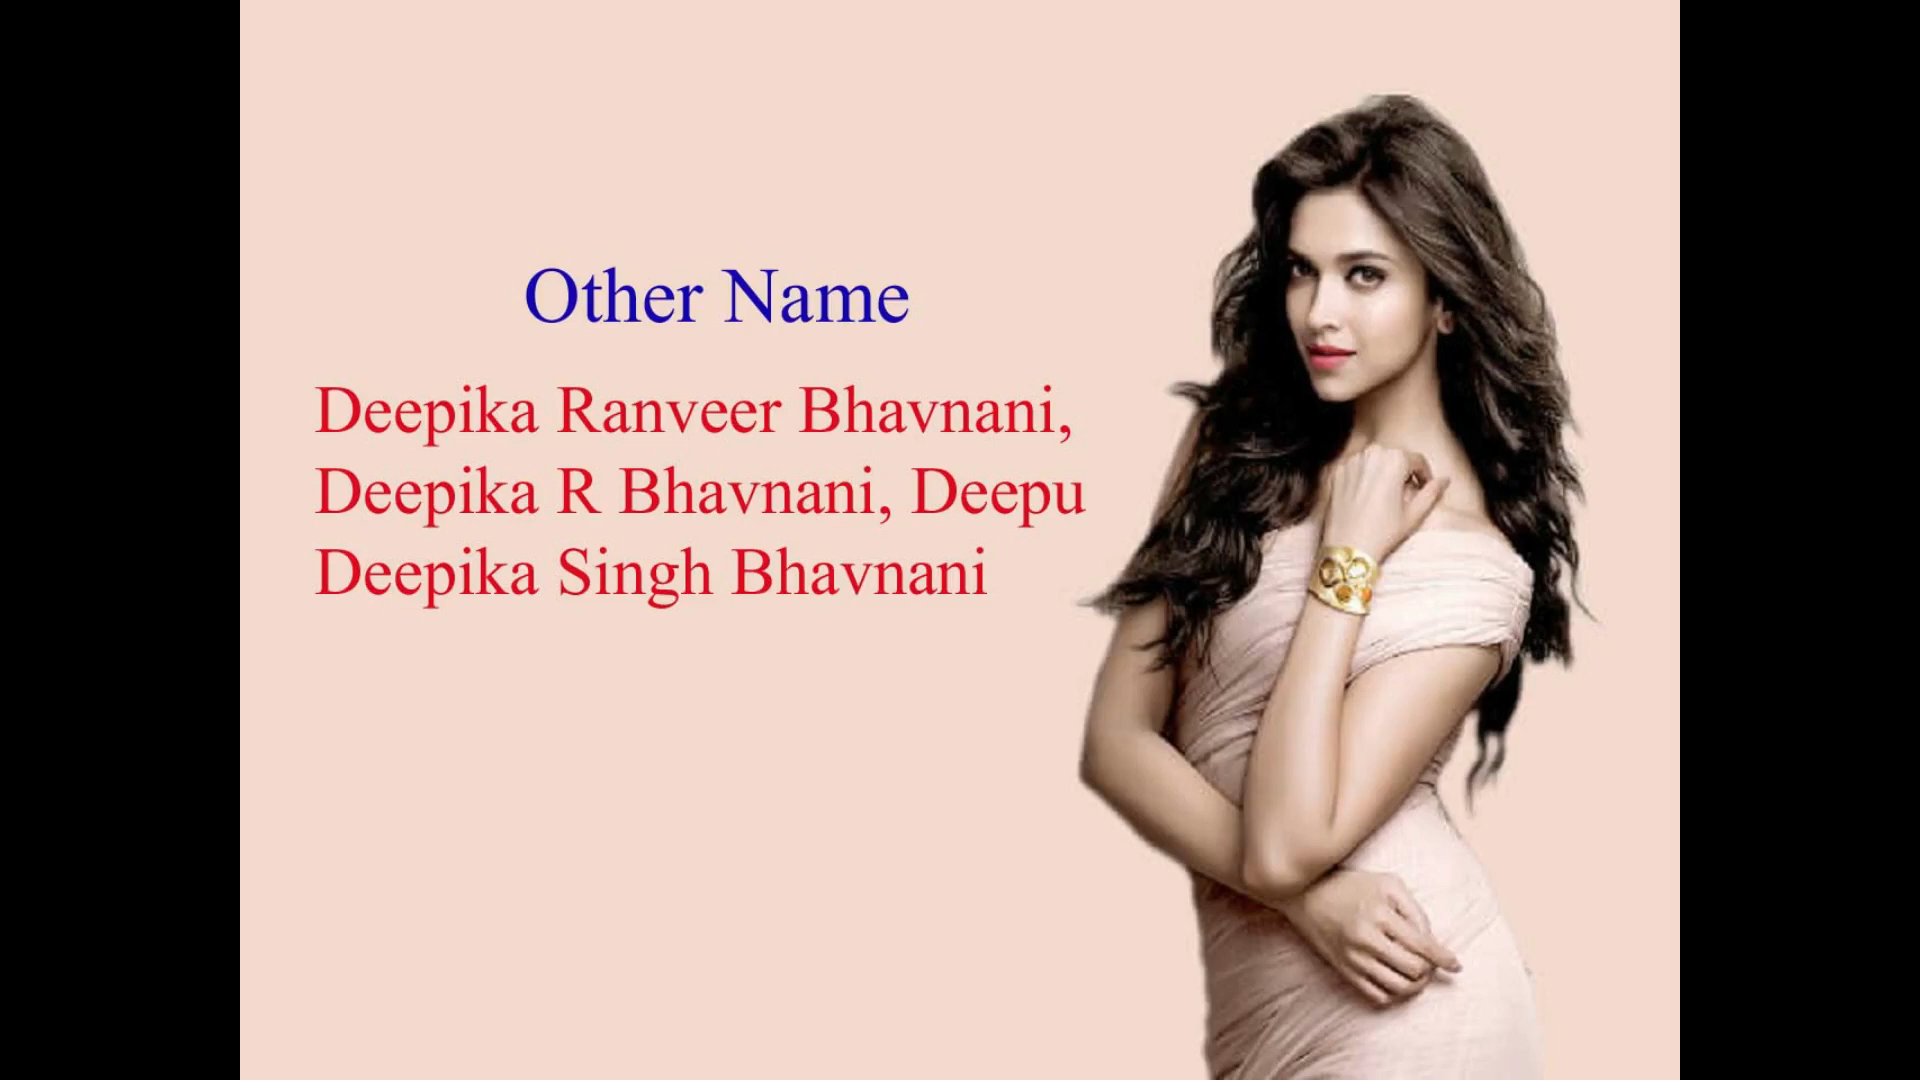 Other Name
Deepika Ranveer Bhavnani,
Deepika R Bhavnani, Deepu
Deepika Singh Bhavnani